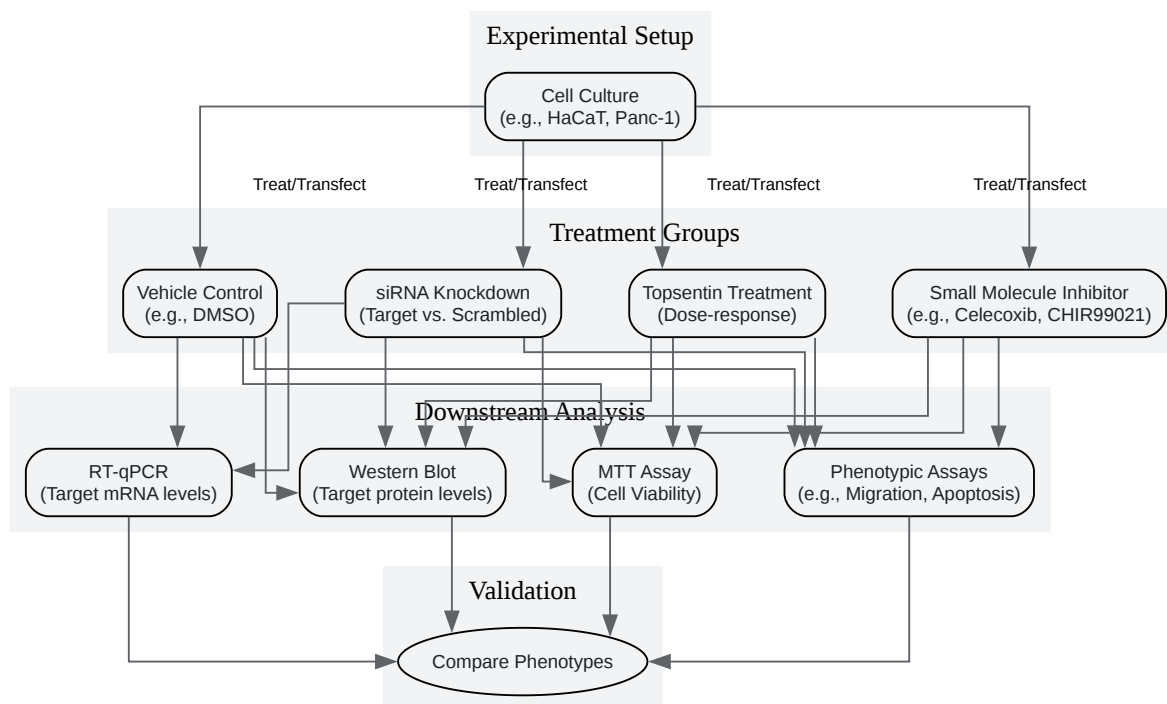 Experimental Setup
Cell Culture
(e.g., HaCaT, Panc-1)
Treat/Transfect
Treat/Transfect
Treat/Transfect
Treat/Transfect
Treatment Groups
Vehicle Control
(e.g., DMSO)
siRNA Knockdown
(Target vs. Scrambled)
Topsentin Treatment
(Dose-response)
Small Molecule Inhibitor
(e.g., Celecoxib, CHIR99021)
Downstream Analysis
RT-qPCR
(Target mRNA levels)
Western Blot
(Target protein levels)
MTT Assay
(Cell Viability)
Phenotypic Assays
(e.g., Migration, Apoptosis)
Validation
Compare Phenotypes